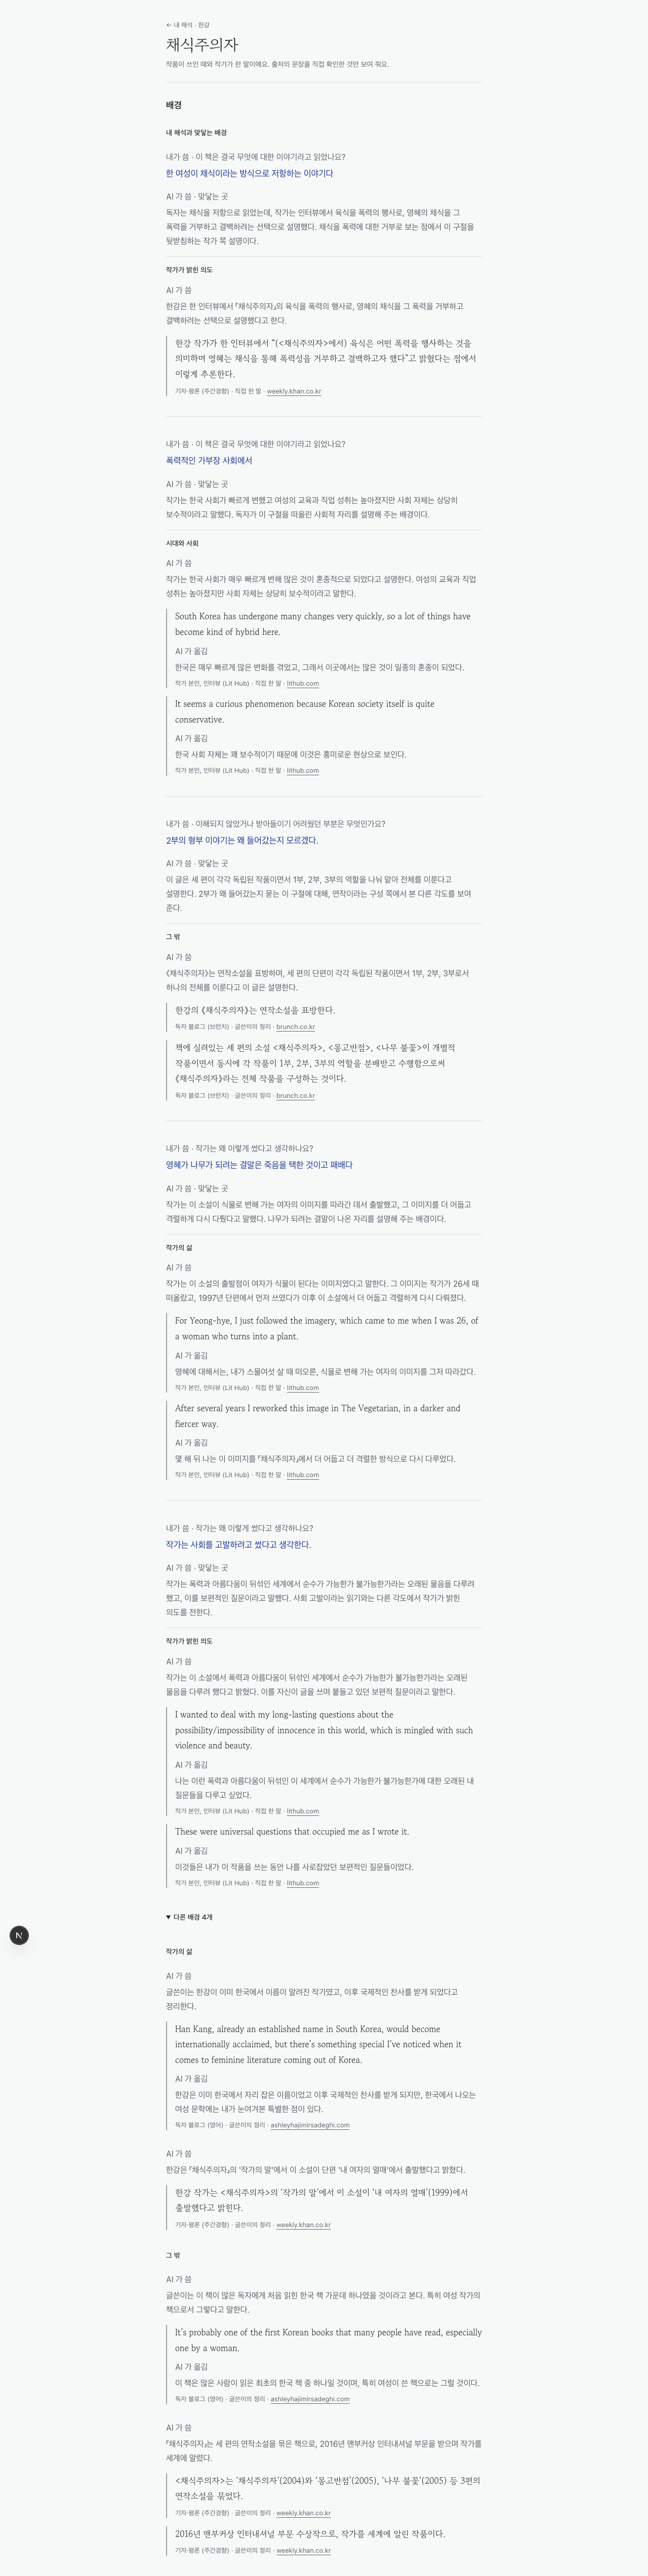 ← 내 해석 · 한강
채식주의자
작품이 쓰인 때와 작가가 한 말이에요. 출처의 문장을 직접 확인한 것만 보여 줘요.
배경
내 해석과 맞닿는 배경
내가 씀 · 이 책은 결국 무엇에 대한 이야기라고 읽었나요?
한 여성이 채식이라는 방식으로 저항하는 이야기다
AI 가 씀 · 맞닿는 곳
독자는 채식을 저항으로 읽었는데, 작가는 인터뷰에서 육식을 폭력의 행사로, 영혜의 채식을 그
폭력을 거부하고 결백하려는 선택으로 설명했다. 채식을 폭력에 대한 거부로 보는 점에서 이 구절을
뒷받침하는 작가 쪽 설명이다.
작가가 밝힌 의도
AI 가 씀
한강은 한 인터뷰에서 『채식주의자』의 육식을 폭력의 행사로, 영혜의 채식을 그 폭력을 거부하고
결백하려는 선택으로 설명했다고 한다.
한강 작가가 한 인터뷰에서 “(<채식주의자>에서) 육식은 어떤 폭력을 행사하는 것을
의미하며 영혜는 채식을 통해 폭력성을 거부하고 결백하고자 했다”고 밝혔다는 점에서
이렇게 추론한다.
기자·평론 (주간경향) · 직접 한 말 · weekly.khan.co.kr
내가 씀 · 이 책은 결국 무엇에 대한 이야기라고 읽었나요?
폭력적인 가부장 사회에서
AI 가 씀 · 맞닿는 곳
작가는 한국 사회가 빠르게 변했고 여성의 교육과 직업 성취는 높아졌지만 사회 자체는 상당히
보수적이라고 말했다. 독자가 이 구절을 떠올린 사회적 자리를 설명해 주는 배경이다.
시대와 사회
AI 가 씀
작가는 한국 사회가 매우 빠르게 변해 많은 것이 혼종적으로 되었다고 설명한다. 여성의 교육과 직업
성취는 높아졌지만 사회 자체는 상당히 보수적이라고 말한다.
South Korea has undergone many changes very quickly, so a lot of things have
become kind of hybrid here.
AI 가 옮김
한국은 매우 빠르게 많은 변화를 겪었고, 그래서 이곳에서는 많은 것이 일종의 혼종이 되었다.
작가 본인, 인터뷰 (Lit Hub) · 직접 한 말 · lithub.com
It seems a curious phenomenon because Korean society itself is quite
conservative.
AI 가 옮김
한국 사회 자체는 꽤 보수적이기 때문에 이것은 흥미로운 현상으로 보인다.
작가 본인, 인터뷰 (Lit Hub) · 직접 한 말 · lithub.com
내가 씀 · 이해되지 않았거나 받아들이기 어려웠던 부분은 무엇인가요?
2부의 형부 이야기는 왜 들어갔는지 모르겠다.
AI 가 씀 · 맞닿는 곳
이 글은 세 편이 각각 독립된 작품이면서 1부, 2부, 3부의 역할을 나눠 맡아 전체를 이룬다고
설명한다. 2부가 왜 들어갔는지 묻는 이 구절에 대해, 연작이라는 구성 쪽에서 본 다른 각도를 보여
준다.
그 밖
AI 가 씀
《채식주의자》는 연작소설을 표방하며, 세 편의 단편이 각각 독립된 작품이면서 1부, 2부, 3부로서
하나의 전체를 이룬다고 이 글은 설명한다.
한강의 《채식주의자》는 연작소설을 표방한다.
독자 블로그 (브런치) · 글쓴이의 정리 · brunch.co.kr
책에 실려있는 세 편의 소설 <채식주의자>, <몽고반점>, <나무 불꽃>이 개별적
작품이면서 동시에 각 작품이 1부, 2부, 3부의 역할을 분배받고 수행함으로써
《채식주의자》라는 전체 작품을 구성하는 것이다.
독자 블로그 (브런치) · 글쓴이의 정리 · brunch.co.kr
내가 씀 · 작가는 왜 이렇게 썼다고 생각하나요?
영혜가 나무가 되려는 결말은 죽음을 택한 것이고 패배다
AI 가 씀 · 맞닿는 곳
작가는 이 소설이 식물로 변해 가는 여자의 이미지를 따라간 데서 출발했고, 그 이미지를 더 어둡고
격렬하게 다시 다뤘다고 말했다. 나무가 되려는 결말이 나온 자리를 설명해 주는 배경이다.
작가의 삶
AI 가 씀
작가는 이 소설의 출발점이 여자가 식물이 된다는 이미지였다고 말한다. 그 이미지는 작가가 26세 때
떠올랐고, 1997년 단편에서 먼저 쓰였다가 이후 이 소설에서 더 어둡고 격렬하게 다시 다뤄졌다.
For Yeong-hye, I just followed the imagery, which came to me when I was 26, of
a woman who turns into a plant.
AI 가 옮김
영혜에 대해서는, 내가 스물여섯 살 때 떠오른, 식물로 변해 가는 여자의 이미지를 그저 따라갔다.
작가 본인, 인터뷰 (Lit Hub) · 직접 한 말 · lithub.com
After several years I reworked this image in The Vegetarian, in a darker and
fiercer way.
AI 가 옮김
몇 해 뒤 나는 이 이미지를 『채식주의자』에서 더 어둡고 더 격렬한 방식으로 다시 다루었다.
작가 본인, 인터뷰 (Lit Hub) · 직접 한 말 · lithub.com
내가 씀 · 작가는 왜 이렇게 썼다고 생각하나요?
작가는 사회를 고발하려고 썼다고 생각한다.
AI 가 씀 · 맞닿는 곳
작가는 폭력과 아름다움이 뒤섞인 세계에서 순수가 가능한가 불가능한가라는 오래된 물음을 다루려
했고, 이를 보편적인 질문이라고 말했다. 사회 고발이라는 읽기와는 다른 각도에서 작가가 밝힌
의도를 전한다.
작가가 밝힌 의도
AI 가 씀
작가는 이 소설에서 폭력과 아름다움이 뒤섞인 세계에서 순수가 가능한가 불가능한가라는 오래된
물음을 다루려 했다고 밝혔다. 이를 자신이 글을 쓰며 붙들고 있던 보편적 질문이라고 말한다.
I wanted to deal with my long-lasting questions about the
possibility/impossibility of innocence in this world, which is mingled with such
violence and beauty.
AI 가 옮김
나는 이런 폭력과 아름다움이 뒤섞인 이 세계에서 순수가 가능한가 불가능한가에 대한 오래된 내
질문들을 다루고 싶었다.
작가 본인, 인터뷰 (Lit Hub) · 직접 한 말 · lithub.com
These were universal questions that occupied me as I wrote it.
AI 가 옮김
이것들은 내가 이 작품을 쓰는 동안 나를 사로잡았던 보편적인 질문들이었다.
작가 본인, 인터뷰 (Lit Hub) · 직접 한 말 · lithub.com
▼ 다른 배경 4개
N
작가의 삶
AI 가 씀
글쓴이는 한강이 이미 한국에서 이름이 알려진 작가였고, 이후 국제적인 찬사를 받게 되었다고
정리한다.
Han Kang, already an established name in South Korea, would become
internationally acclaimed, but there's something special I've noticed when it
comes to feminine literature coming out of Korea.
AI 가 옮김
한강은 이미 한국에서 자리 잡은 이름이었고 이후 국제적인 찬사를 받게 되지만, 한국에서 나오는
여성 문학에는 내가 눈여겨본 특별한 점이 있다.
독자 블로그 (영어) · 글쓴이의 정리 · ashleyhajimirsadeghi.com
AI 가 씀
한강은 『채식주의자』의 '작가의 말'에서 이 소설이 단편 '내 여자의 열매'에서 출발했다고 밝혔다.
한강 작가는 <채식주의자>의 ‘작가의 말’에서 이 소설이 ‘내 여자의 열매’(1999)에서
출발했다고 밝힌다.
기자·평론 (주간경향) · 글쓴이의 정리 · weekly.khan.co.kr
그 밖
AI 가 씀
글쓴이는 이 책이 많은 독자에게 처음 읽힌 한국 책 가운데 하나였을 것이라고 본다. 특히 여성 작가의
책으로서 그렇다고 말한다.
It's probably one of the first Korean books that many people have read, especially
one by a woman.
AI 가 옮김
이 책은 많은 사람이 읽은 최초의 한국 책 중 하나일 것이며, 특히 여성이 쓴 책으로는 그럴 것이다.
독자 블로그 (영어) · 글쓴이의 정리 · ashleyhajimirsadeghi.com
AI 가 씀
『채식주의자』는 세 편의 연작소설을 묶은 책으로, 2016년 맨부커상 인터내셔널 부문을 받으며 작가를
세계에 알렸다.
<채식주의자>는 ‘채식주의자’(2004)와 ‘몽고반점’(2005), ‘나무 불꽃’(2005) 등 3편의
연작소설을 묶었다.
기자·평론 (주간경향) · 글쓴이의 정리 · weekly.khan.co.kr
2016년 맨부커상 인터내셔널 부문 수상작으로, 작가를 세계에 알린 작품이다.
기자·평론 (주간경향) · 글쓴이의 정리 · weekly.khan.co.kr